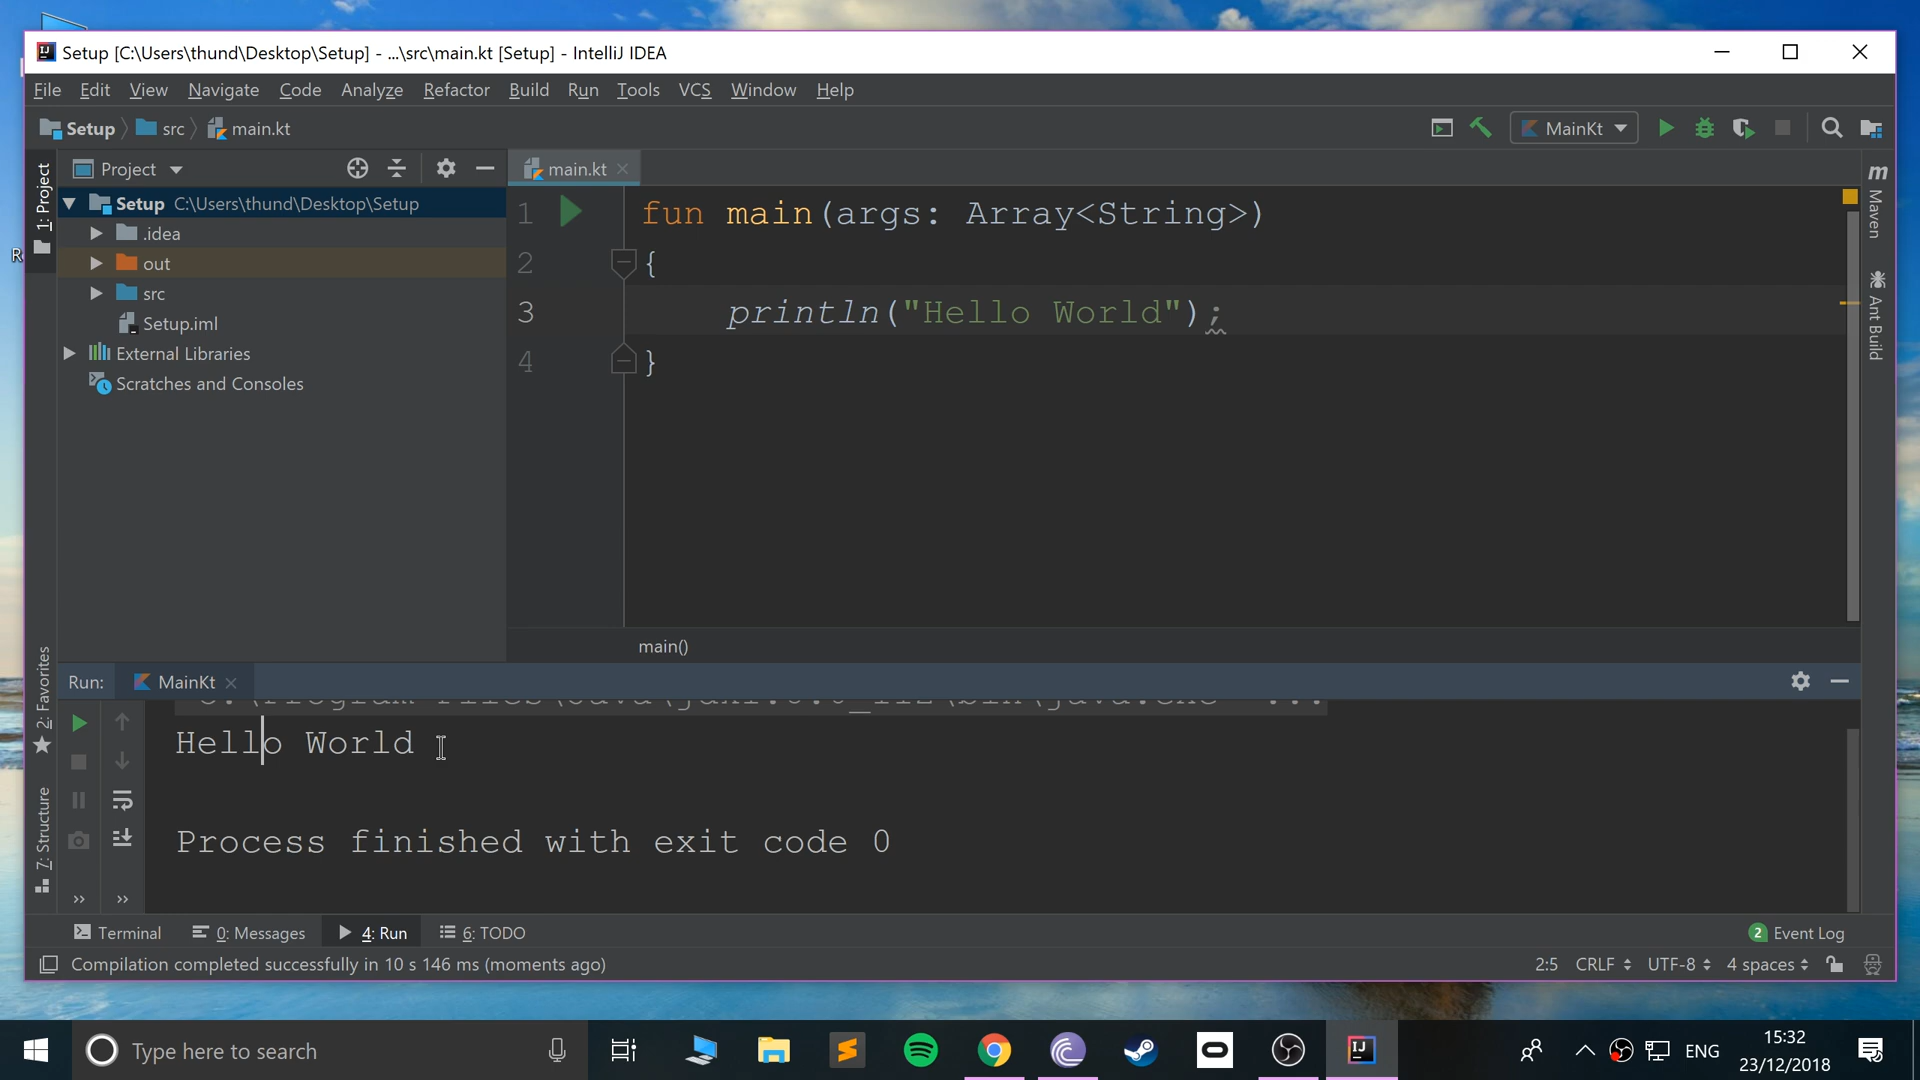 Setup [C:\Users\thund\Desktop\Setup] - ...\src\main.kt [Setup] - IntelliJ IDEA
File Edit View Navigate Code Analyze Refactor Build Run Tools VCS Window Help
Setup src main.kt
MainKt
1: Project
Project
main.kt
Setup C:\Users\thund\Desktop\Setup
.idea
out
src
Setup.iml
External Libraries
Scratches and Consoles
1 fun main(args: Array<String>)
2 {
3 println("Hello World");
4 }
main()
m Maven
Ant Build
2: Favorites
7: Structure
Run: MainKt
Hello World
Process finished with exit code 0
Terminal 0: Messages 4: Run 6: TODO
2 Event Log
Compilation completed successfully in 10 s 146 ms (moments ago)
2:5 CRLF UTF-8 4 spaces
Type here to search
ENG
15:32
23/12/2018